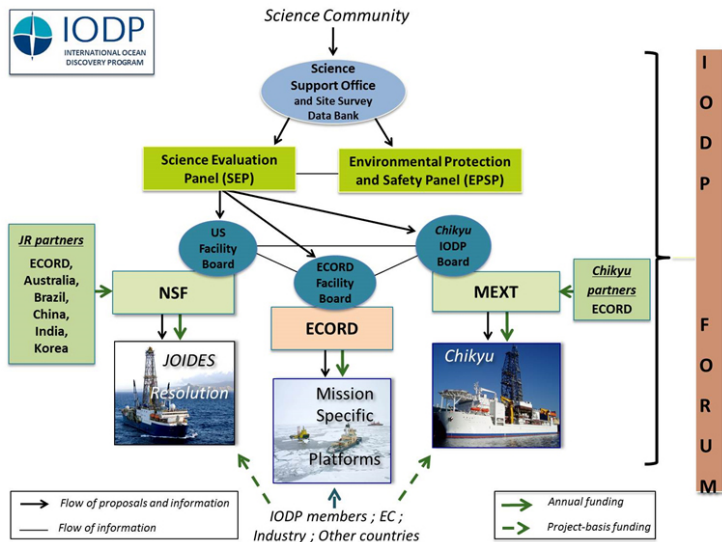 IODP
INTERNATIONAL OCEAN
DISCOVERY PROGRAM
Science Community
Science
Support Office
and Site Survey
Data Bank
Science Evaluation
Panel (SEP)
Environmental Protection
and Safety Panel (EPSP)
US
Facility
Board
ECORD
Facility
Board
Chikyu
IODP
Board
JR partners
ECORD,
Australia,
Brazil,
China,
India,
Korea
NSF
ECORD
MEXT
Chikyu
partners
ECORD
JOIDES
Resolution
Mission
Specific
Platforms
Chikyu
IODP members ; EC ;
Industry ; Other countries
Flow of proposals and information
Flow of information
Annual funding
Project-basis funding
I
O
D
P
F
O
R
U
M